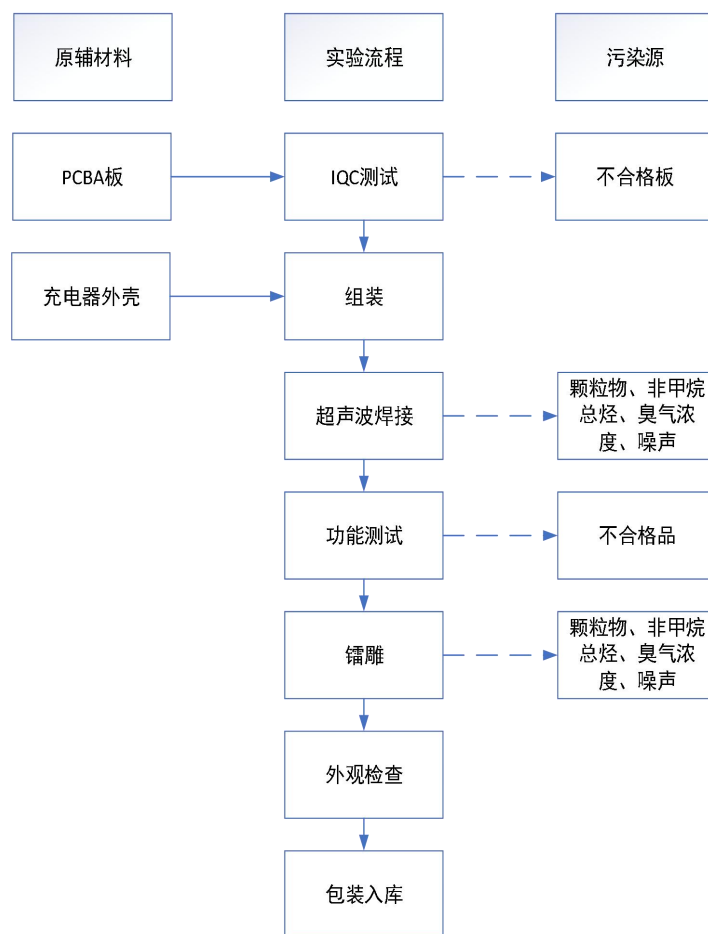 原辅材料
实验流程
污染源
PCBA板
IQC测试
不合格板
充电器外壳
组装
超声波焊接
颗粒物、非甲烷
总烃、臭气浓
度、噪声
功能测试
不合格品
镭雕
颗粒物、非甲烷
总烃、臭气浓
度、噪声
外观检查
包装入库